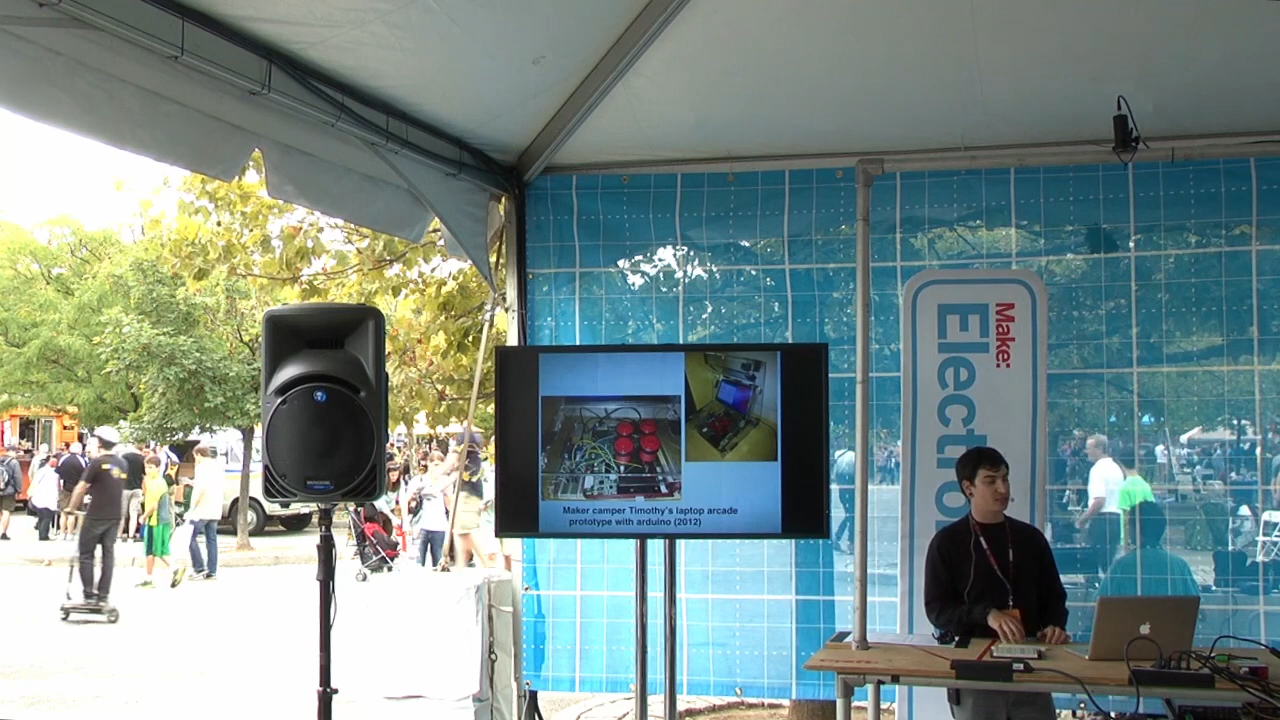 Maker camper Timothy's laptop arcade
prototype with arduino (2012)
Make:
Electro